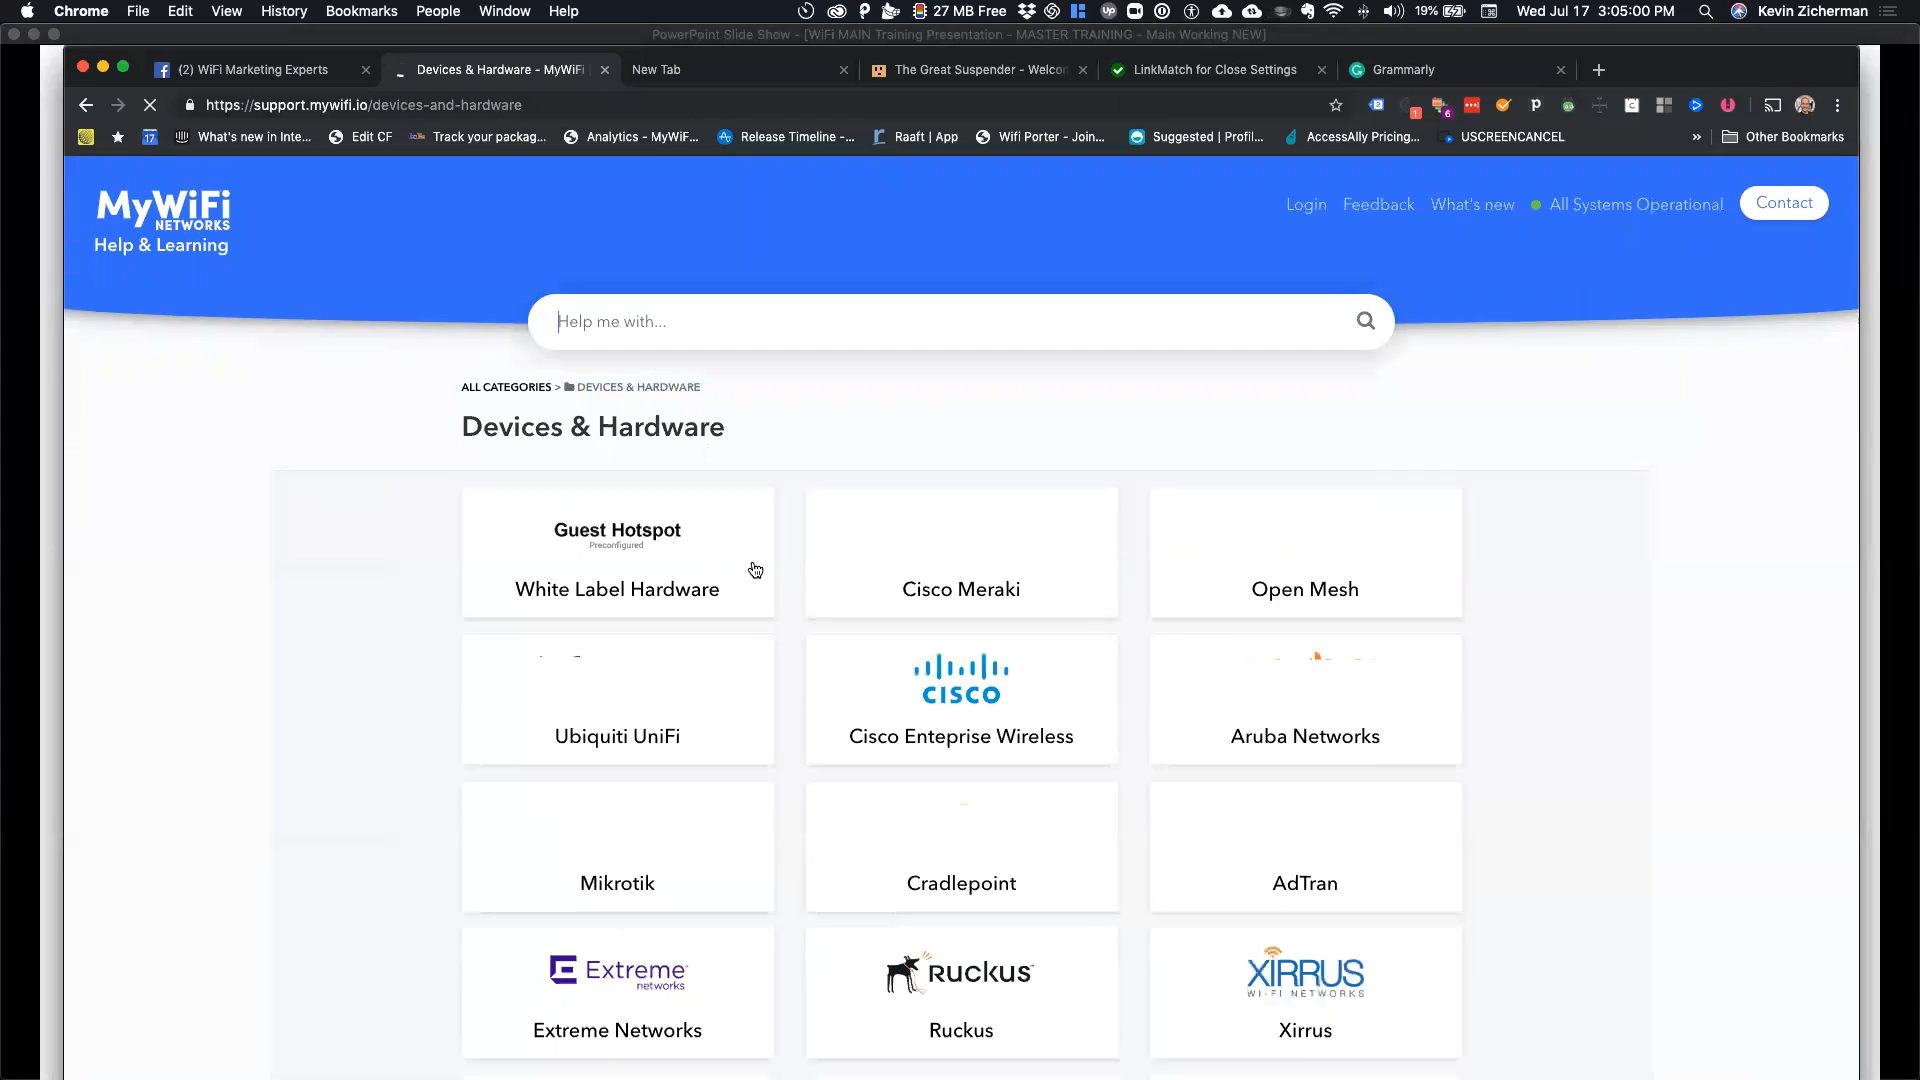 Chrome File Edit View History Bookmarks People Window Help 27 MB Free 19% Wed Jul 17 3:05:00 PM Kevin Zicherman
PowerPoint Slide Show - [WiFI MAIN Training Presentation - MASTER TRAINING - Main Working NEW]
(2) WiFi Marketing Experts Devices & Hardware - MyWiFi New Tab The Great Suspender - Welcon LinkMatch for Close Settings Grammarly
https://support.mywifi.io/devices-and-hardware
17 What's new in Inte... Edit CF Track your packag... Analytics - MyWiF... Release Timeline -... Raaft | App Wifi Porter - Join... Suggested | Profil... AccessAlly Pricing... USCREENCANCEL » Other Bookmarks
MyWiFi
NETWORKS
Help & Learning
Login Feedback What's new All Systems Operational Contact
Help me with...
ALL CATEGORIES > DEVICES & HARDWARE
Devices & Hardware
Guest Hotspot
Preconfigured
White Label Hardware Cisco Meraki Open Mesh
CISCO
Ubiquiti UniFi Cisco Enteprise Wireless Aruba Networks
Mikrotik Cradlepoint AdTran
Extreme networks Ruckus XIRRUS
WI-FI NETWORKS
Extreme Networks Ruckus Xirrus